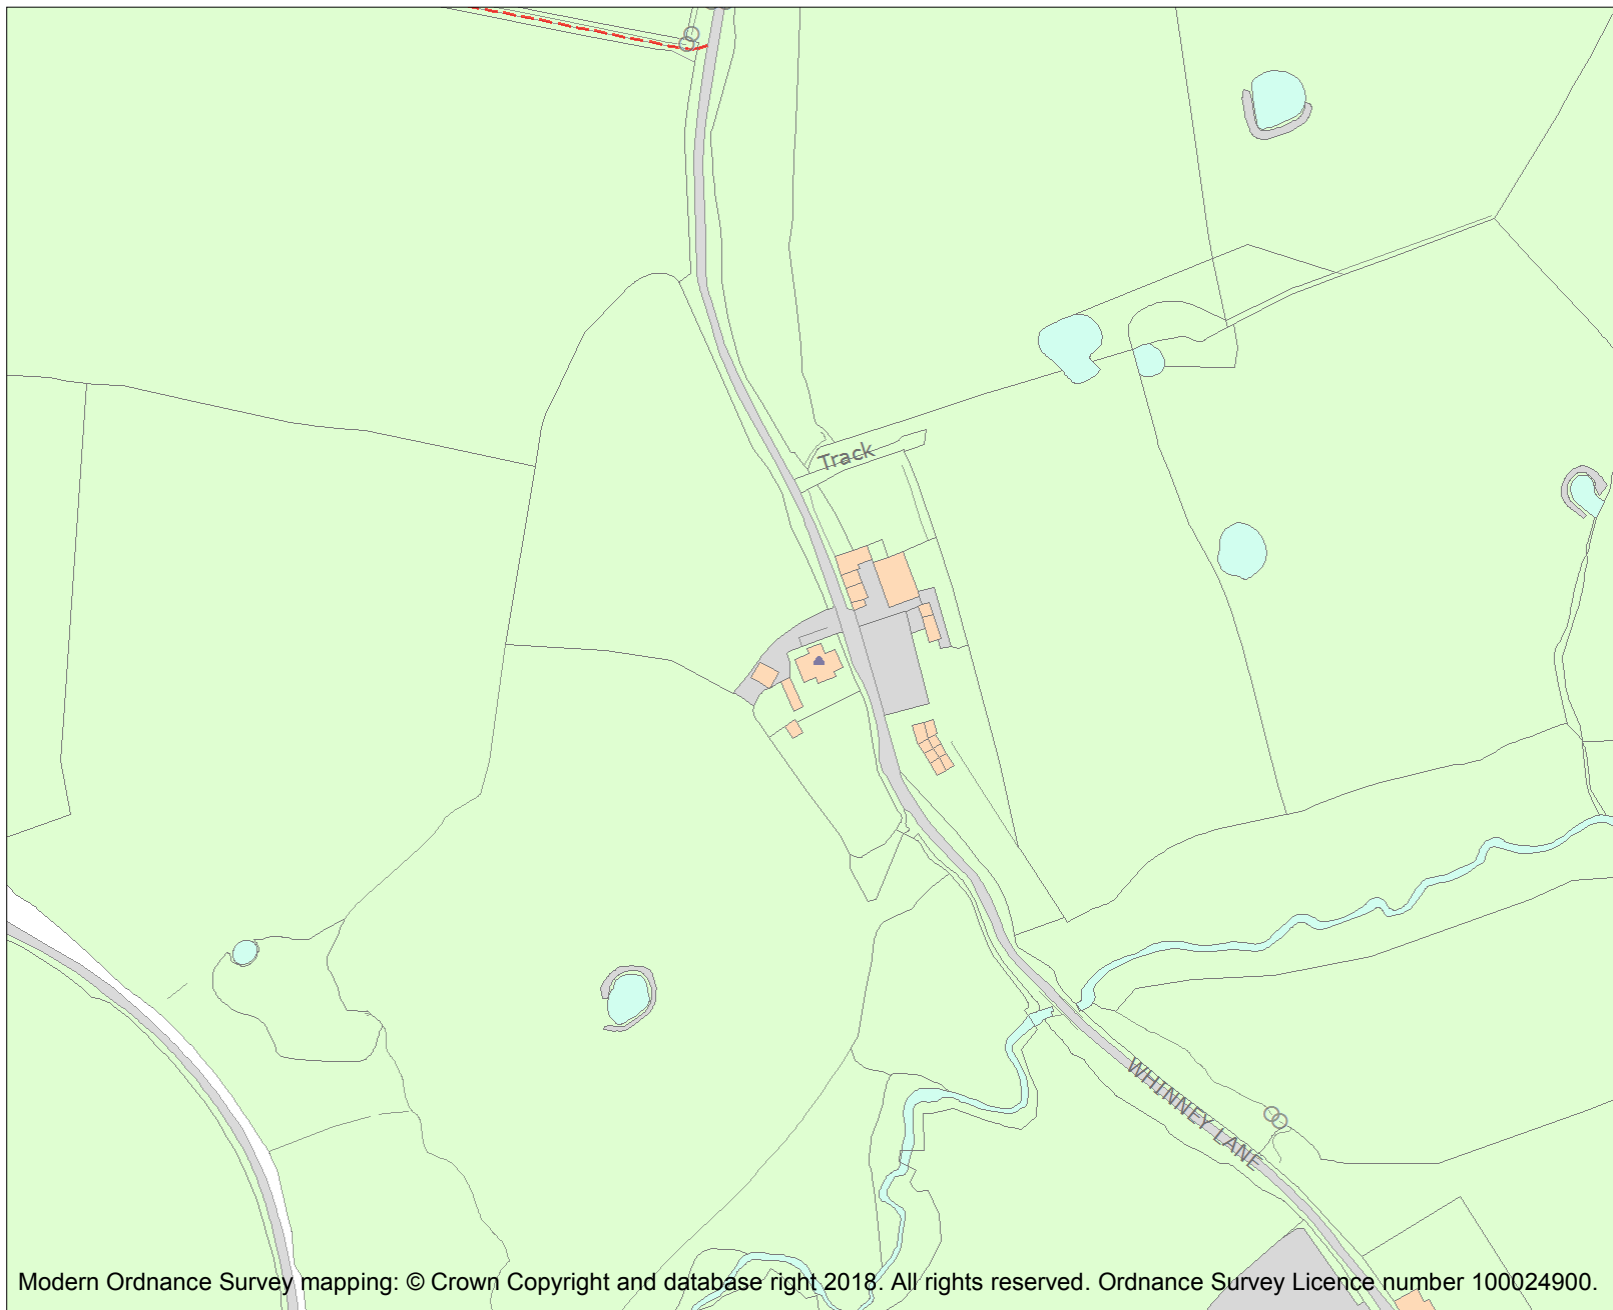 Track
WHINNEY LANE
Modern Ordnance Survey mapping: © Crown Copyright and database right 2018. All rights reserved. Ordnance Survey Licence number 100024900.